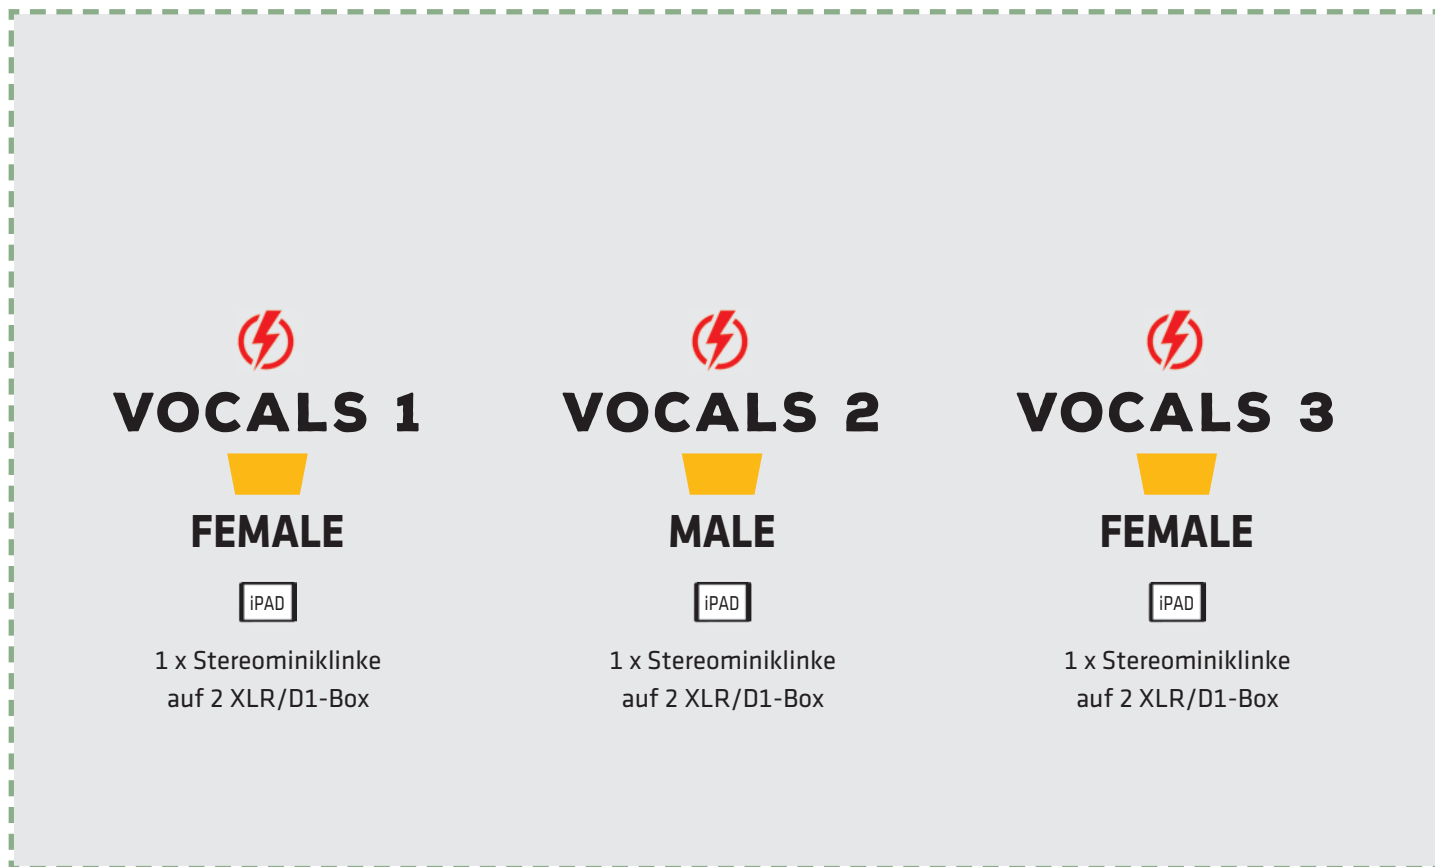 VOCALS 1
FEMALE
iPAD
1 x Stereominiklinke
auf 2 XLR/D1-Box
VOCALS 2
MALE
iPAD
1 x Stereominiklinke
auf 2 XLR/D1-Box
VOCALS 3
FEMALE
iPAD
1 x Stereominiklinke
auf 2 XLR/D1-Box